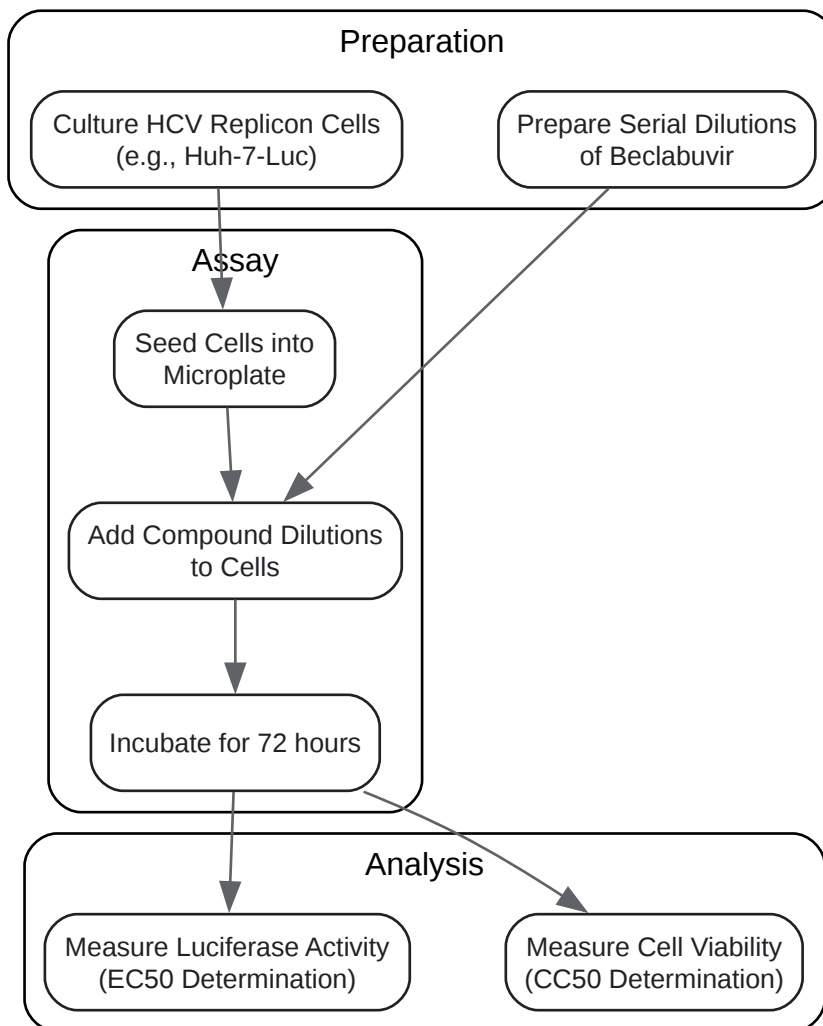 Preparation
Culture HCV Replicon Cells
(e.g., Huh-7-Luc)
Prepare Serial Dilutions
of Beclabuvir
Assay
Seed Cells into
Microplate
Add Compound Dilutions
to Cells
Incubate for 72 hours
Analysis
Measure Luciferase Activity
(EC50 Determination)
Measure Cell Viability
(CC50 Determination)